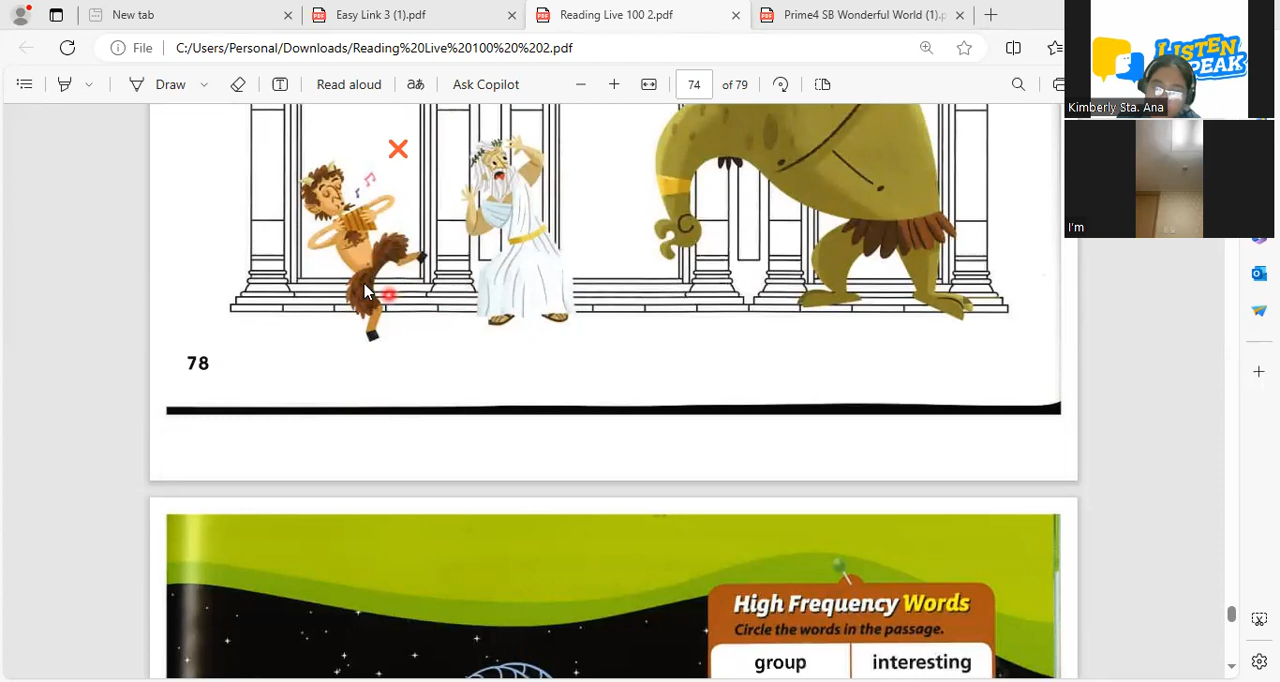 New tab
Easy Link 3 (1).pdf
Reading Live 100 2.pdf
Prime4 SB Wonderful World (1).p
File
C:/Users/Personal/Downloads/Reading%20Live%20100%20%202.pdf
Draw
Read aloud
aあ
Ask Copilot
74
of 79
LISTEN
SPEAK
Kimberly Sta. Ana
I'm
78
High Frequency Words
Circle the words in the passage.
group
interesting